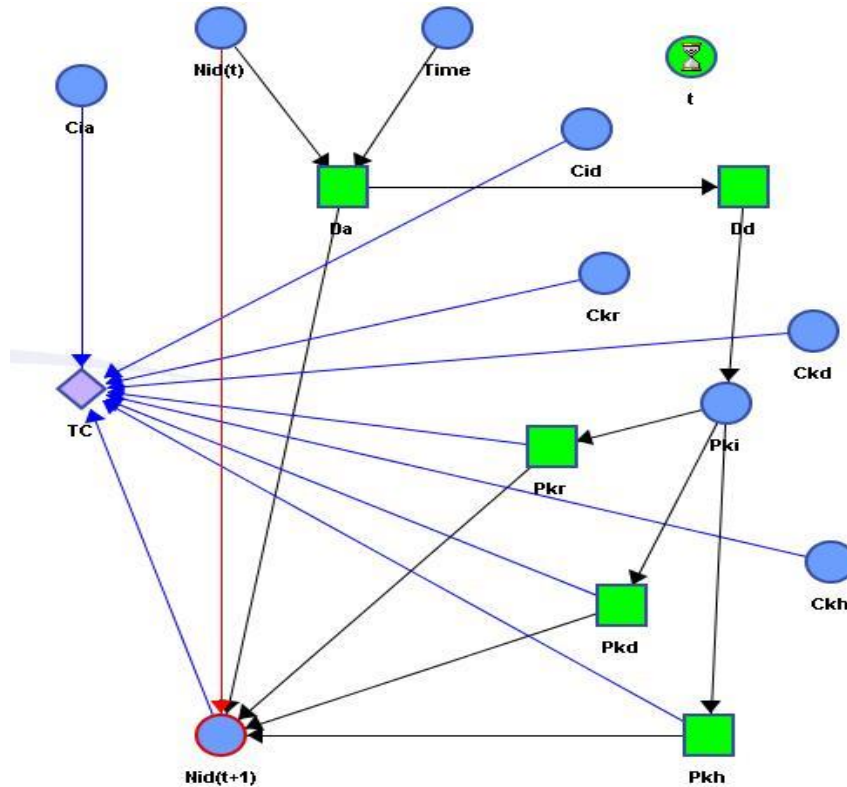 Nid(t)
Time
t
Cia
Cid
Da
Dd
Ckr
Ckd
TC
Pki
Pkr
Ckh
Pkd
Nid(t+1)
Pkh